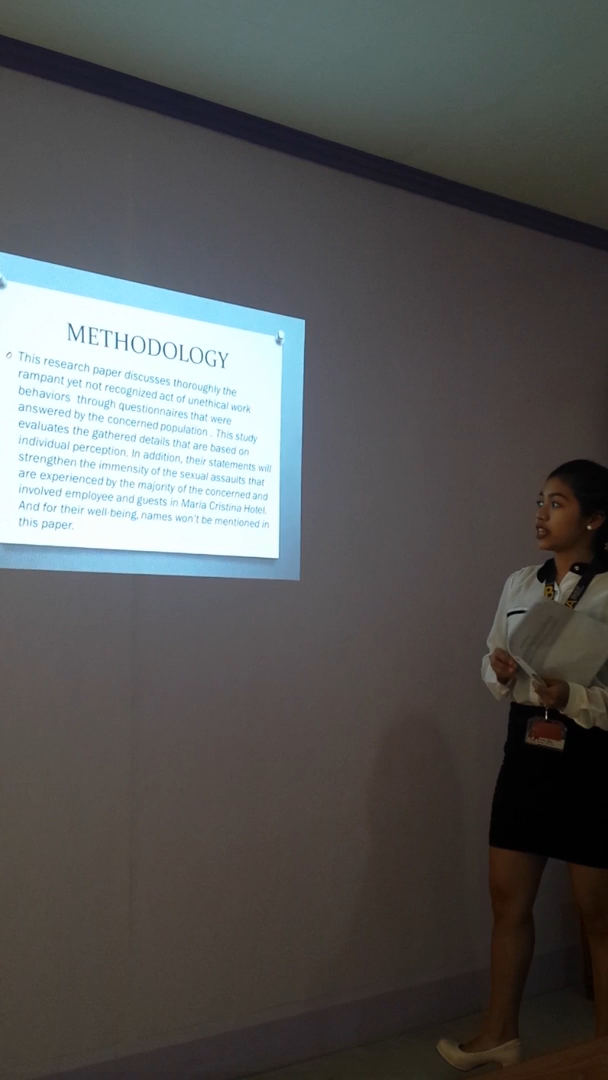 METHODOLOGY
This research paper discusses thoroughly the
rampant yet not recognized act of unethical work
behaviors through questionnaires that were
answered by the concerned population . This study
evaluates the gathered details that are based on
individual perception. In addition, their statements will
strengthen the immensity of the sexual assaults that
are experienced by the majority of the concerned and
involved employee and guests in Maria Cristina Hotel.
And for their well-being, names won't be mentioned in
this paper.